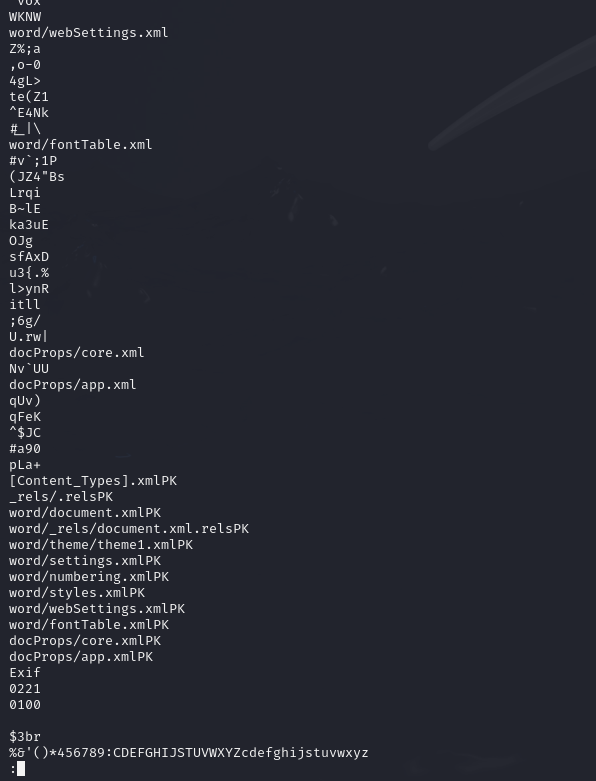 WKNW
word/webSettings.xml
Z%;a
,o-0
4gL>
te(Z1
^E4Nk
#_|\
word/fontTable.xml
#v`;1P
(JZ4"Bs
Lrqi
B~lE
ka3uE
OJg
sfAxD
u3{.%
l>ynR
itll
;6g/
U.rw|
docProps/core.xml
Nv`UU
docProps/app.xml
qUv)
qFeK
^$JC
#a90
pLa+
[Content_Types].xmlPK
_rels/.relsPK
word/document.xmlPK
word/_rels/document.xml.relsPK
word/theme/theme1.xmlPK
word/settings.xmlPK
word/numbering.xmlPK
word/styles.xmlPK
word/webSettings.xmlPK
word/fontTable.xmlPK
docProps/core.xmlPK
docProps/app.xmlPK
Exif
0221
0100
$3br
%&'()*456789:CDEFGHIJSTUVWXYZcdefghijstuvwxyz
: